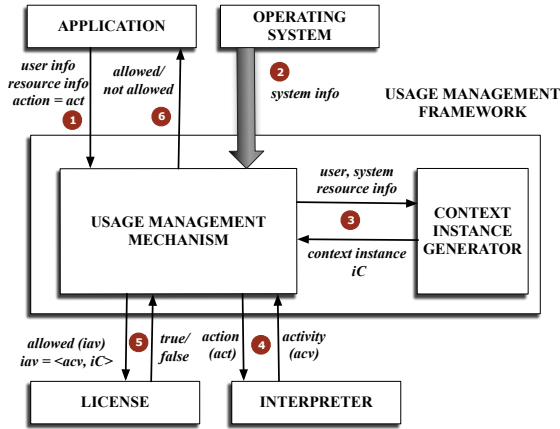 APPLICATION
OPERATING
SYSTEM
user info
resource info
action = act
1
allowed/
not allowed
6
2
system info
USAGE MANAGEMENT
FRAMEWORK
USAGE MANAGEMENT
MECHANISM
user, system
resource info
3
context instance
iC
CONTEXT
INSTANCE
GENERATOR
allowed (iav)
iav = <acv, iC>
5
true/
false
action
(act)
4
activity
(acv)
LICENSE
INTERPRETER